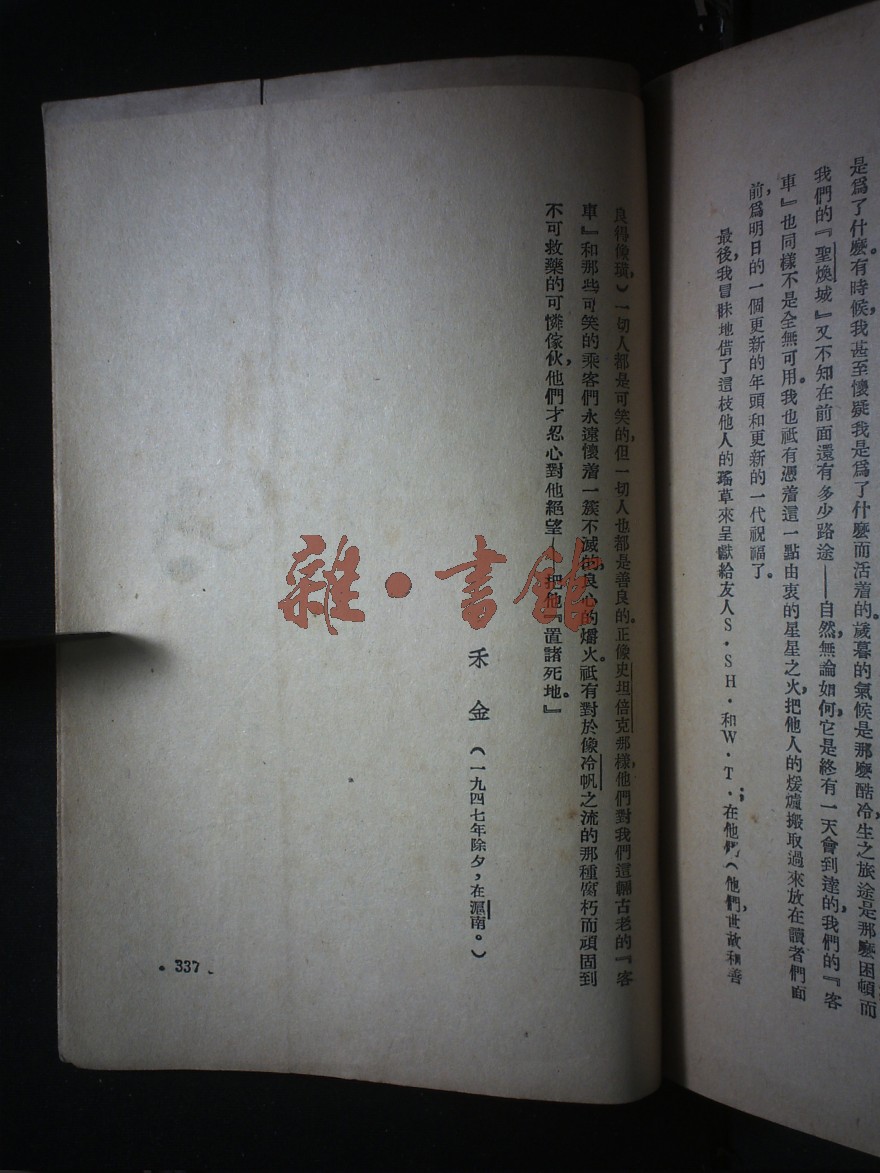 是爲了什麼。有時候，我甚至懷疑我是爲了什麼而活着的。歲暮的氣候是那麼酷冷，生之旅途是那麼困頓，而
我們的『聖煥城』又不知在前面還有多少路途——自然，無論如何，它是終有一天會到達的，我們的『客
車』也同樣不是全無可用。我也祇有憑着這一點由衷的星星之火，把他人的煖爐搬取過來放在讀者們面
前，爲明日的一個更新的年頭和更新的一代祝福了。
最後，我冒昧地借了這枝他人的瑤草來呈獻給友人S·SH·和W·T·；在他們（他們世故和善
良得像璜，）一切人都是可笑的，但一切人也都是善良的。正像史坦倍克那樣，他們對我們這輛古老的『客
車』和那些可笑的乘客們永遠懷着一簇不滅的良心的爝火。祇有對於像冷帆之流的那種腐朽而頑固到
不可救藥的可憐傢伙，他們才忍心對他絕望，把他『置諸死地。』
禾金（一九四七年除夕，在滬南。）
·337·
雜·書館